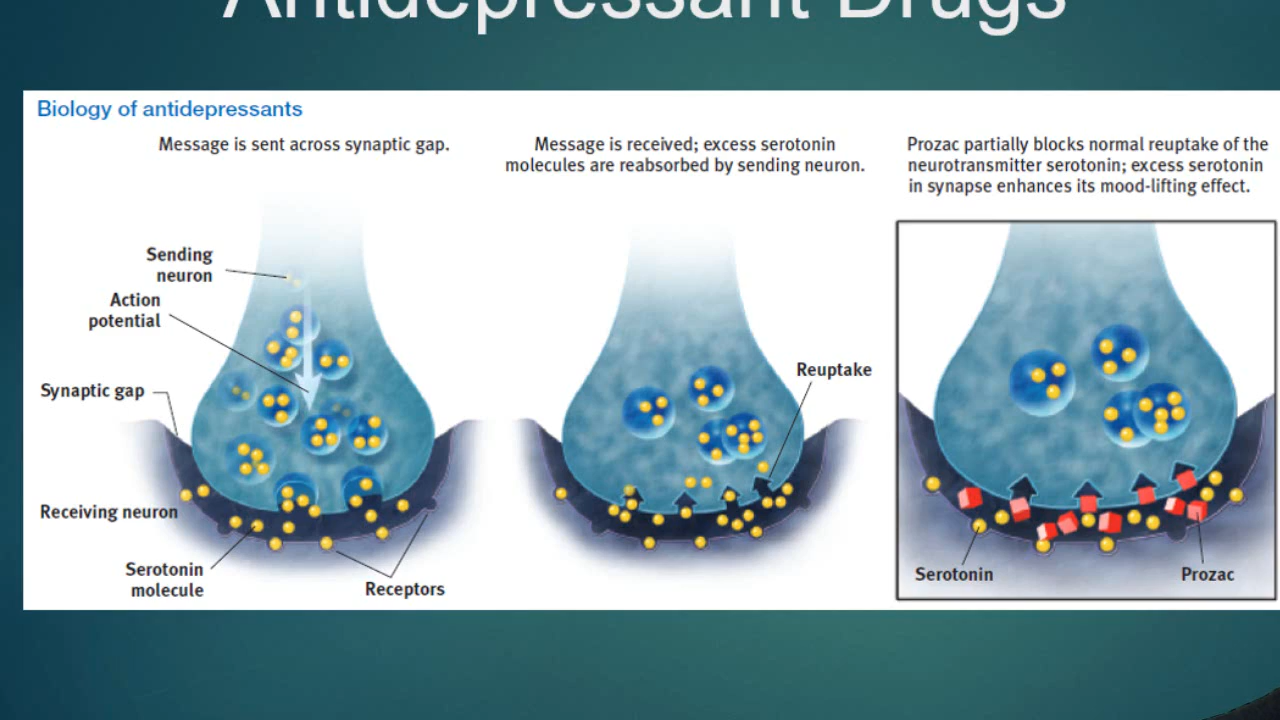 Antidepressant Drugs
Biology of antidepressants
Message is sent across synaptic gap.
Message is received; excess serotonin
molecules are reabsorbed by sending neuron.
Prozac partially blocks normal reuptake of the
neurotransmitter serotonin; excess serotonin
in synapse enhances its mood-lifting effect.
Sending
neuron
Action
potential
Synaptic gap
Receiving neuron
Serotonin
molecule
Receptors
Reuptake
Serotonin
Prozac